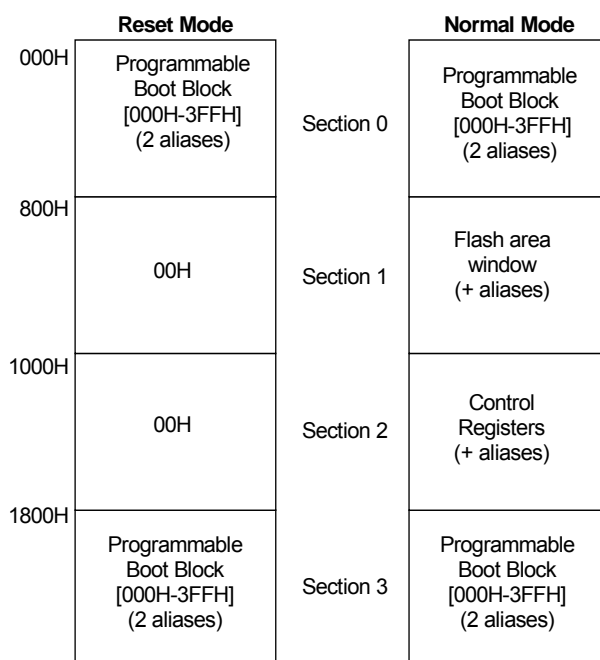 Reset Mode
Normal Mode
000H
Programmable
Boot Block
[000H-3FFH]
(2 aliases)
Section 0
Programmable
Boot Block
[000H-3FFH]
(2 aliases)
800H
00H
Section 1
Flash area
window
(+ aliases)
1000H
00H
Section 2
Control
Registers
(+ aliases)
1800H
Programmable
Boot Block
[000H-3FFH]
(2 aliases)
Section 3
Programmable
Boot Block
[000H-3FFH]
(2 aliases)